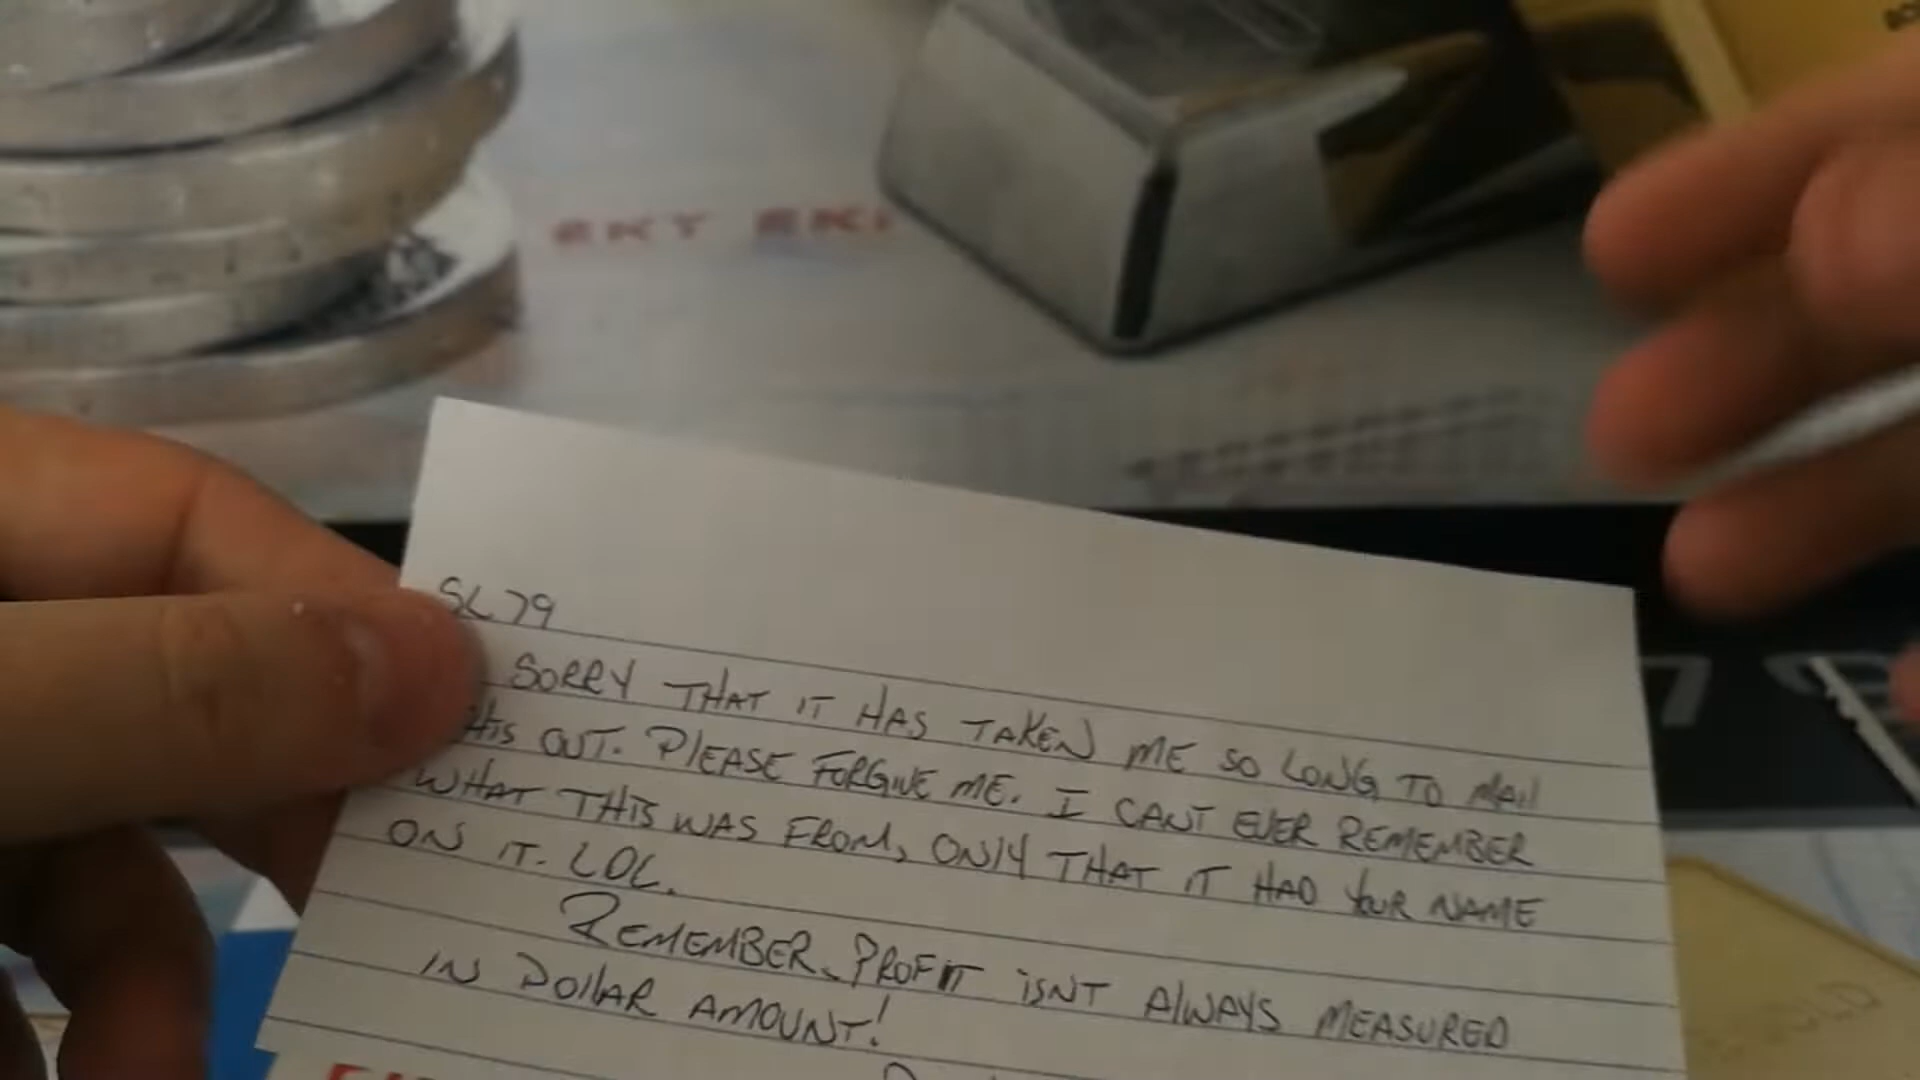 SL79
SORRY THAT IT HAS TAKEN ME SO LONG TO MAIL
THIS OUT. PLEASE FORGIVE ME. I CANT EVER REMEMBER
WHAT THIS WAS FROM, ONLY THAT IT HAD YOUR NAME
ON IT. LOL.
REMEMBER, PROFIT ISNT ALWAYS MEASURED
IN DOLLAR AMOUNT!